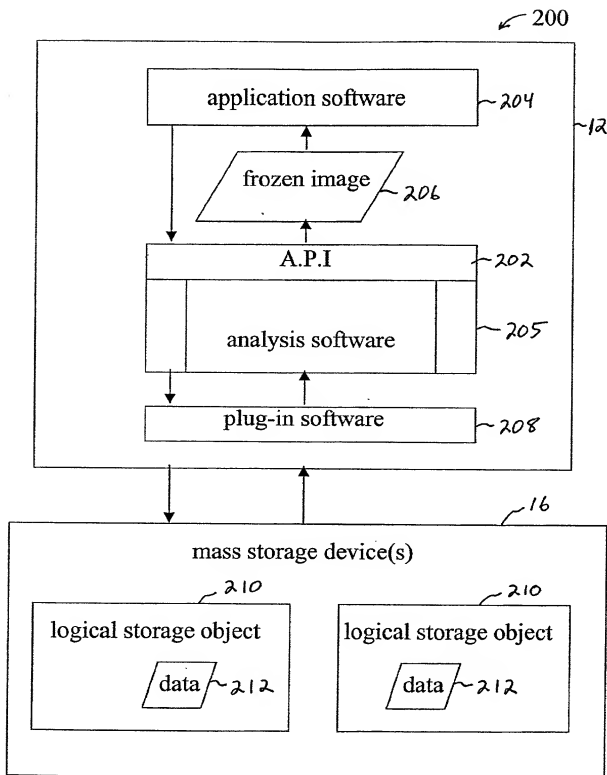 200
application software
204
12
frozen image
206
A.P.I
202
analysis software
205
plug-in software
208
16
mass storage device(s)
210
210
logical storage object
logical storage object
data
212
data
212